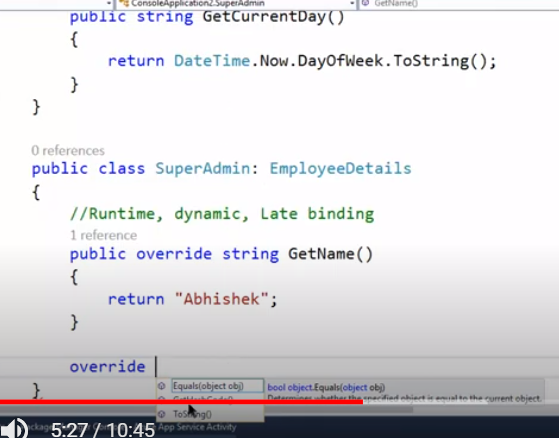 ConsoleApplication2.SuperAdmin GetName()
public string GetCurrentDay()
{
return DateTime.Now.DayOfWeek.ToString();
}
}
0 references
public class SuperAdmin: EmployeeDetails
{
//Runtime, dynamic, Late binding
1 reference
public override string GetName()
{
return "Abhishek";
}
override
Equals(object obj) bool object.Equals(object obj)
GetHashCode() Determines whether the specified object is equal to the current object.
}
ToString()
5:27 / 10:45 App Service Activity